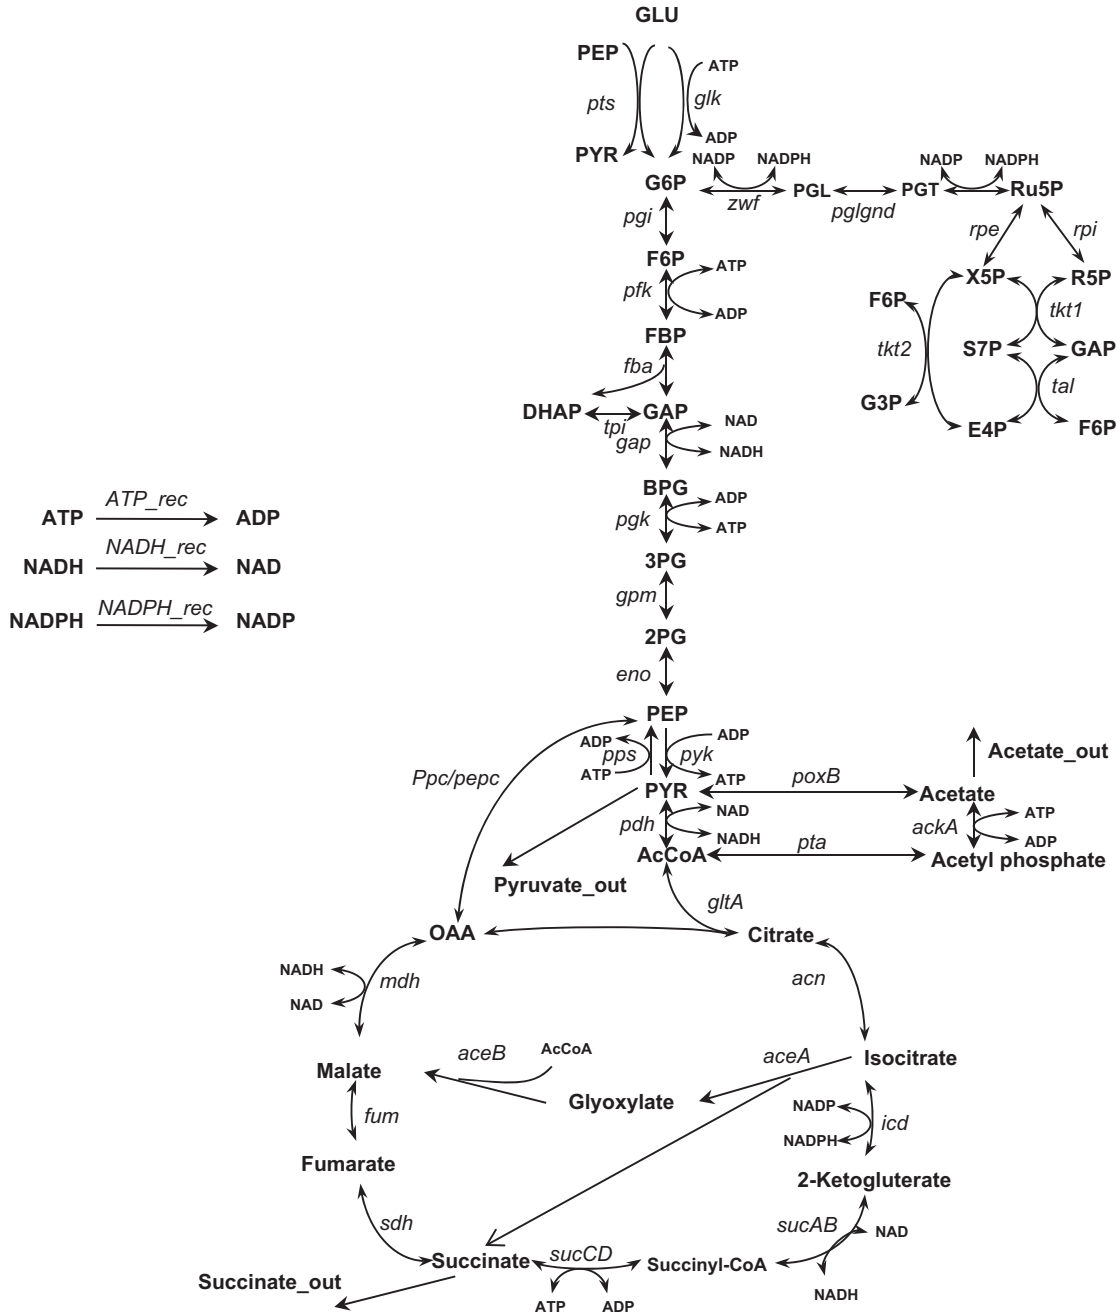 GLU
PEP
ATP
pts
glk
ADP
PYR
NADP
NADPH
NADP
NADPH
G6P
PGL
PGT
Ru5P
zwf
pglgnd
pgi
rpe
rpi
F6P
ATP
X5P
R5P
pfk
F6P
ADP
tkt1
FBP
tkt2
S7P
GAP
fba
tal
DHAP
GAP
G3P
tpi
NAD
E4P
F6P
gap
NADH
BPG
ADP
ATP_rec
ATP
ADP
pgk
ATP
NADH_rec
NADH
NAD
3PG
gpm
NADPH_rec
NADPH
NADP
2PG
eno
PEP
ADP
pps
pyk
ADP
Acetate_out
Ppc/pepc
ATP
ATP
poxB
PYR
Acetate
NAD
ATP
pdh
ackA
NADH
pta
ADP
AcCoA
Acetyl phosphate
Pyruvate_out
gltA
OAA
Citrate
NADH
mdh
acn
NAD
aceB
AcCoA
aceA
Isocitrate
Malate
Glyoxylate
NADP
fum
icd
NADPH
Fumarate
2-Ketogluterate
sdh
sucAB
NAD
Succinate
sucCD
Succinyl-CoA
Succinate_out
NADH
ATP
ADP